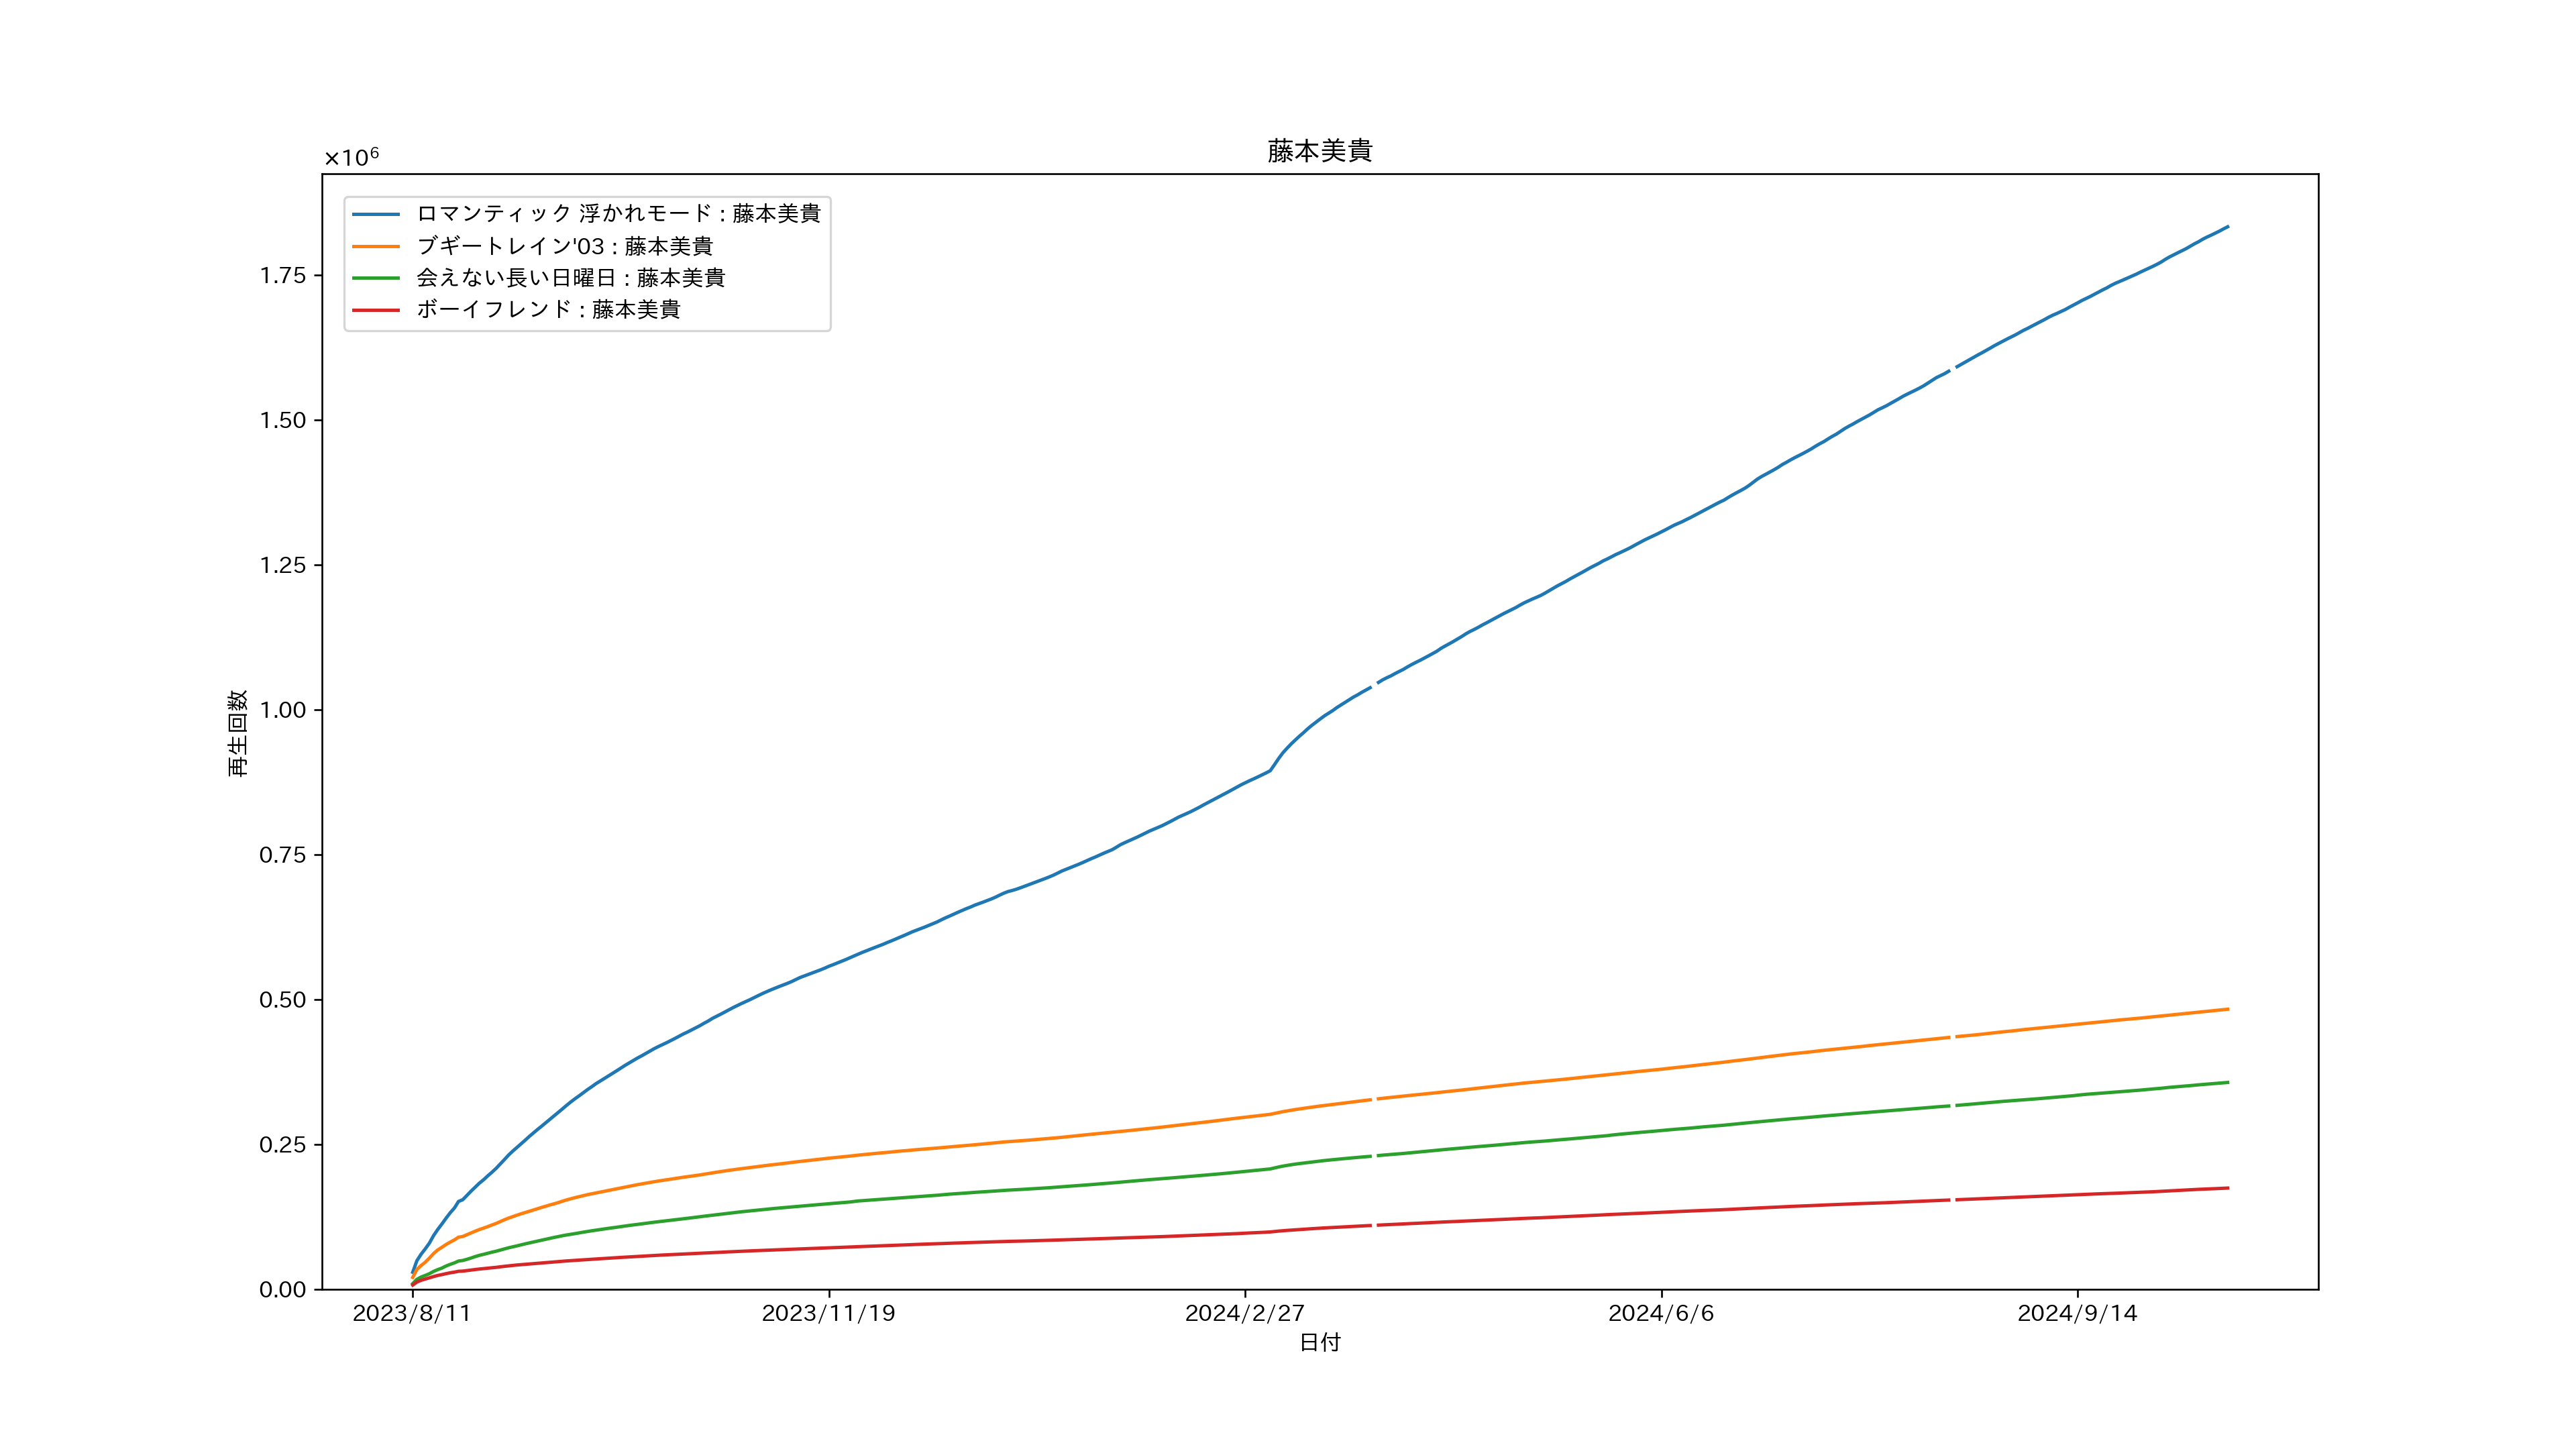 藤本美貴
×10⁶
ロマンティック 浮かれモード : 藤本美貴
ブギートレイン'03 : 藤本美貴
会えない長い日曜日 : 藤本美貴
ボーイフレンド : 藤本美貴
1.75
1.50
1.25
1.00
0.75
0.50
0.25
0.00
再生回数
2023/8/11 2023/11/19 2024/2/27 2024/6/6 2024/9/14
日付